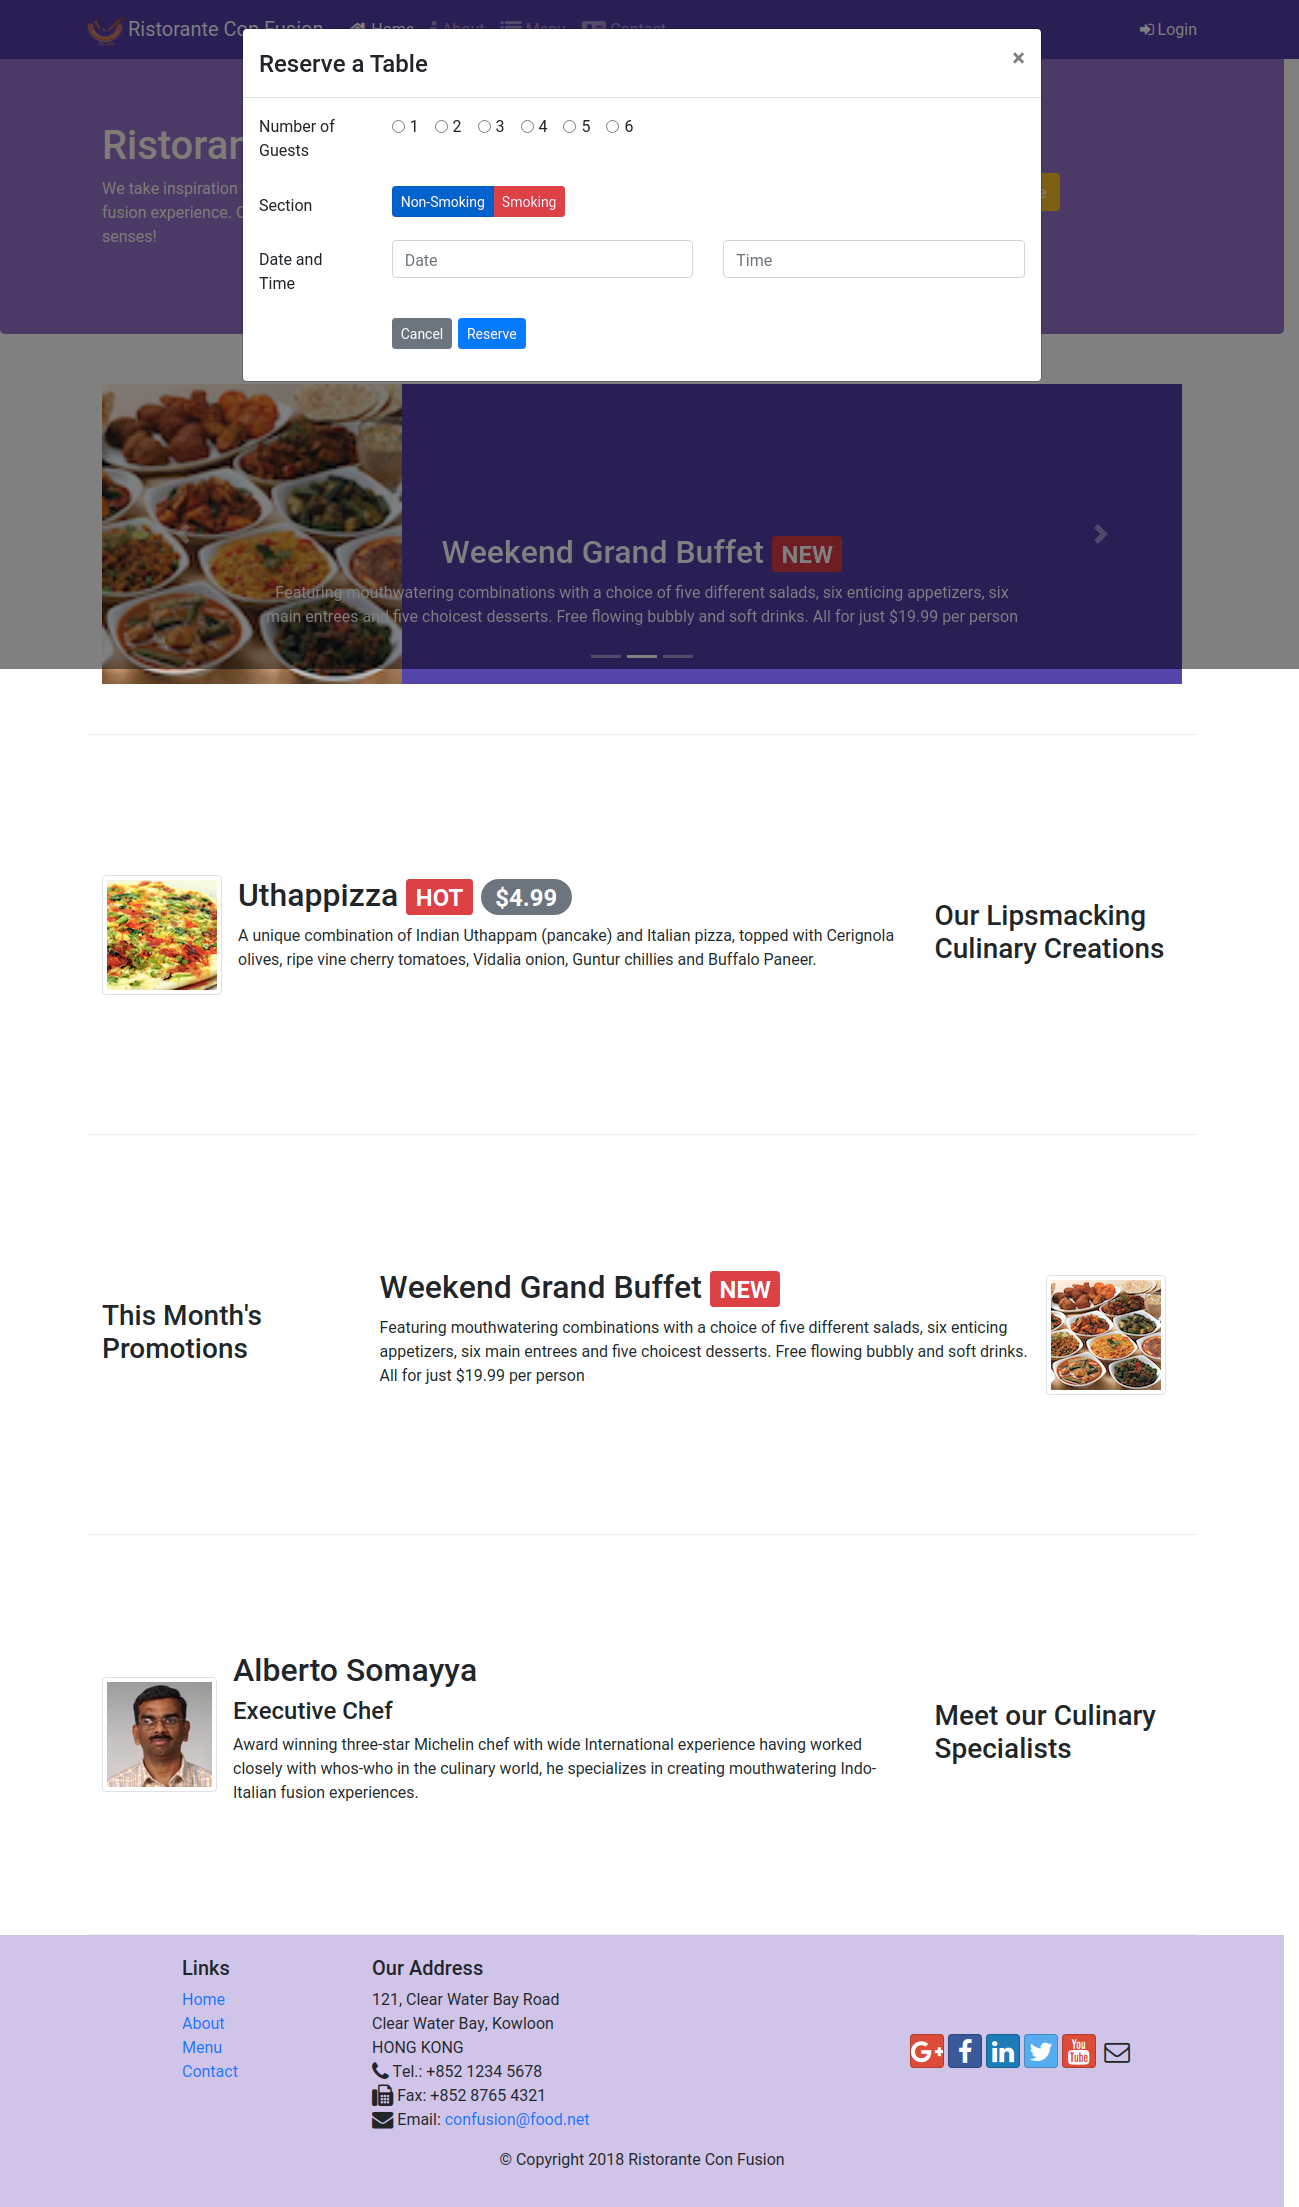 Ristorante Con Fusion Home About Menu Contact Login
Reserve a Table ×
Number of Guests
1 2 3 4 5 6
Section
Non-Smoking Smoking
Date and Time
Date
Time
Cancel Reserve
We take inspiration
fusion experience.
senses!
Weekend Grand Buffet NEW
Featuring mouthwatering combinations with a choice of five different salads, six enticing appetizers, six
main entrees and five choicest desserts. Free flowing bubbly and soft drinks. All for just $19.99 per person
Uthappizza HOT $4.99
A unique combination of Indian Uthappam (pancake) and Italian pizza, topped with Cerignola
olives, ripe vine cherry tomatoes, Vidalia onion, Guntur chillies and Buffalo Paneer.
Our Lipsmacking
Culinary Creations
This Month's
Promotions
Weekend Grand Buffet NEW
Featuring mouthwatering combinations with a choice of five different salads, six enticing
appetizers, six main entrees and five choicest desserts. Free flowing bubbly and soft drinks.
All for just $19.99 per person
Alberto Somayya
Executive Chef
Award winning three-star Michelin chef with wide International experience having worked
closely with whos-who in the culinary world, he specializes in creating mouthwatering Indo-
Italian fusion experiences.
Meet our Culinary
Specialists
Links
Home
About
Menu
Contact
Our Address
121, Clear Water Bay Road
Clear Water Bay, Kowloon
HONG KONG
Tel.: +852 1234 5678
Fax: +852 8765 4321
Email: confusion@food.net
G+ f in You Tube
© Copyright 2018 Ristorante Con Fusion